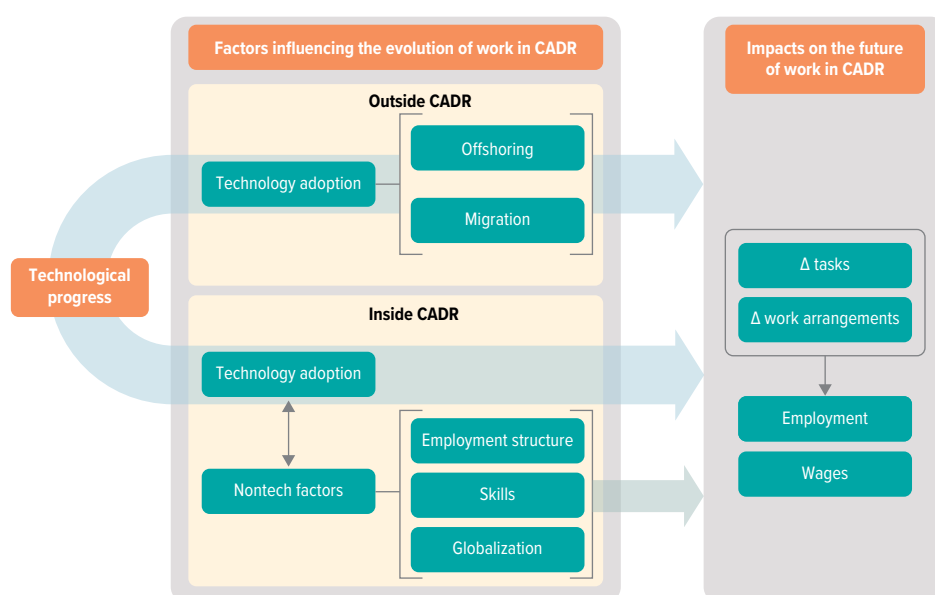 Factors influencing the evolution of work in CADR
Impacts on the future
of work in CADR
Outside CADR
Offshoring
Technology adoption
Migration
Technological
progress
Δ tasks
Δ work arrangements
Inside CADR
Technology adoption
Employment structure
Nontech factors
Skills
Globalization
Employment
Wages